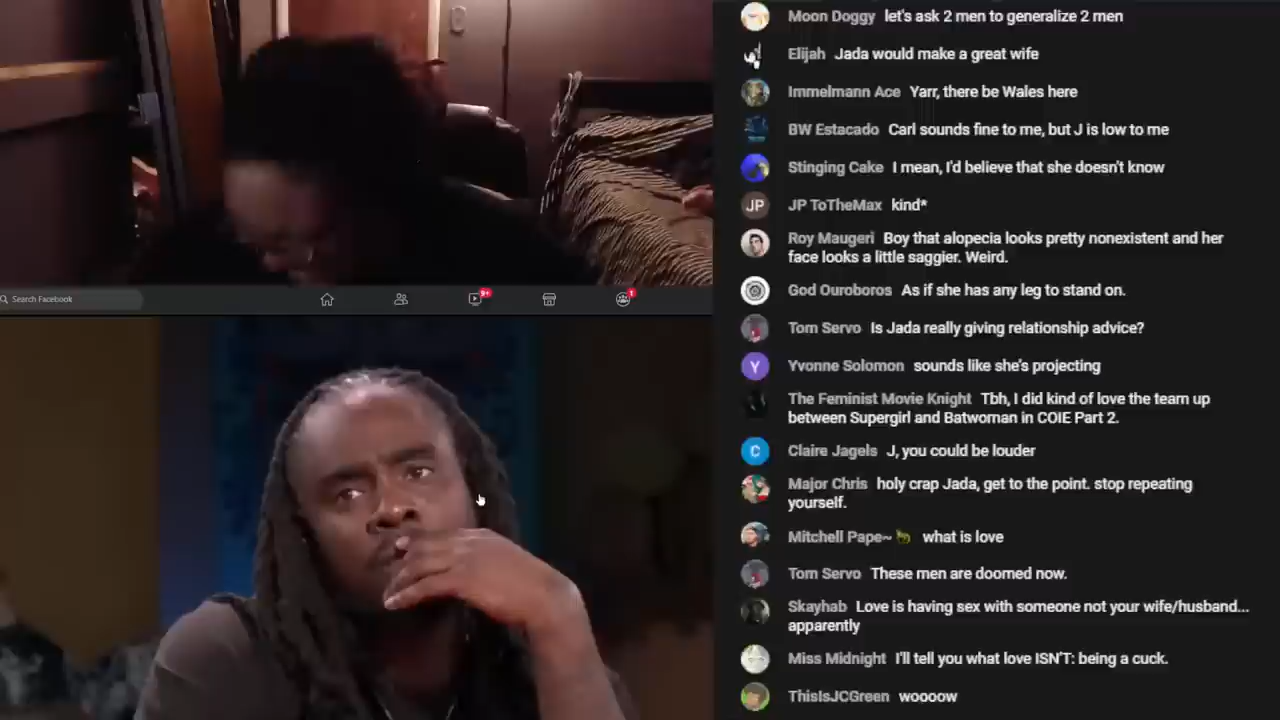 Moon Doggy let's ask 2 men to generalize 2 men
Elijah Jada would make a great wife
Immelmann Ace Yarr, there be Wales here
BW Estacado Carl sounds fine to me, but J is low to me
Stinging Cake I mean, I'd believe that she doesn't know
JP
JP ToTheMax kind*
Roy Maugeri Boy that alopecia looks pretty nonexistent and her
face looks a little saggier. Weird.
Search Facebook
9+
1
God Ouroboros As if she has any leg to stand on.
Tom Servo Is Jada really giving relationship advice?
Y
Yvonne Solomon sounds like she's projecting
The Feminist Movie Knight Tbh, I did kind of love the team up
between Supergirl and Batwoman in COIE Part 2.
C
Claire Jagels J, you could be louder
Major Chris holy crap Jada, get to the point. stop repeating
yourself.
Mitchell Pape~ what is love
Tom Servo These men are doomed now.
Skayhab Love is having sex with someone not your wife/husband...
apparently
Miss Midnight I'll tell you what love ISN'T: being a cuck.
ThisIsJCGreen woooow